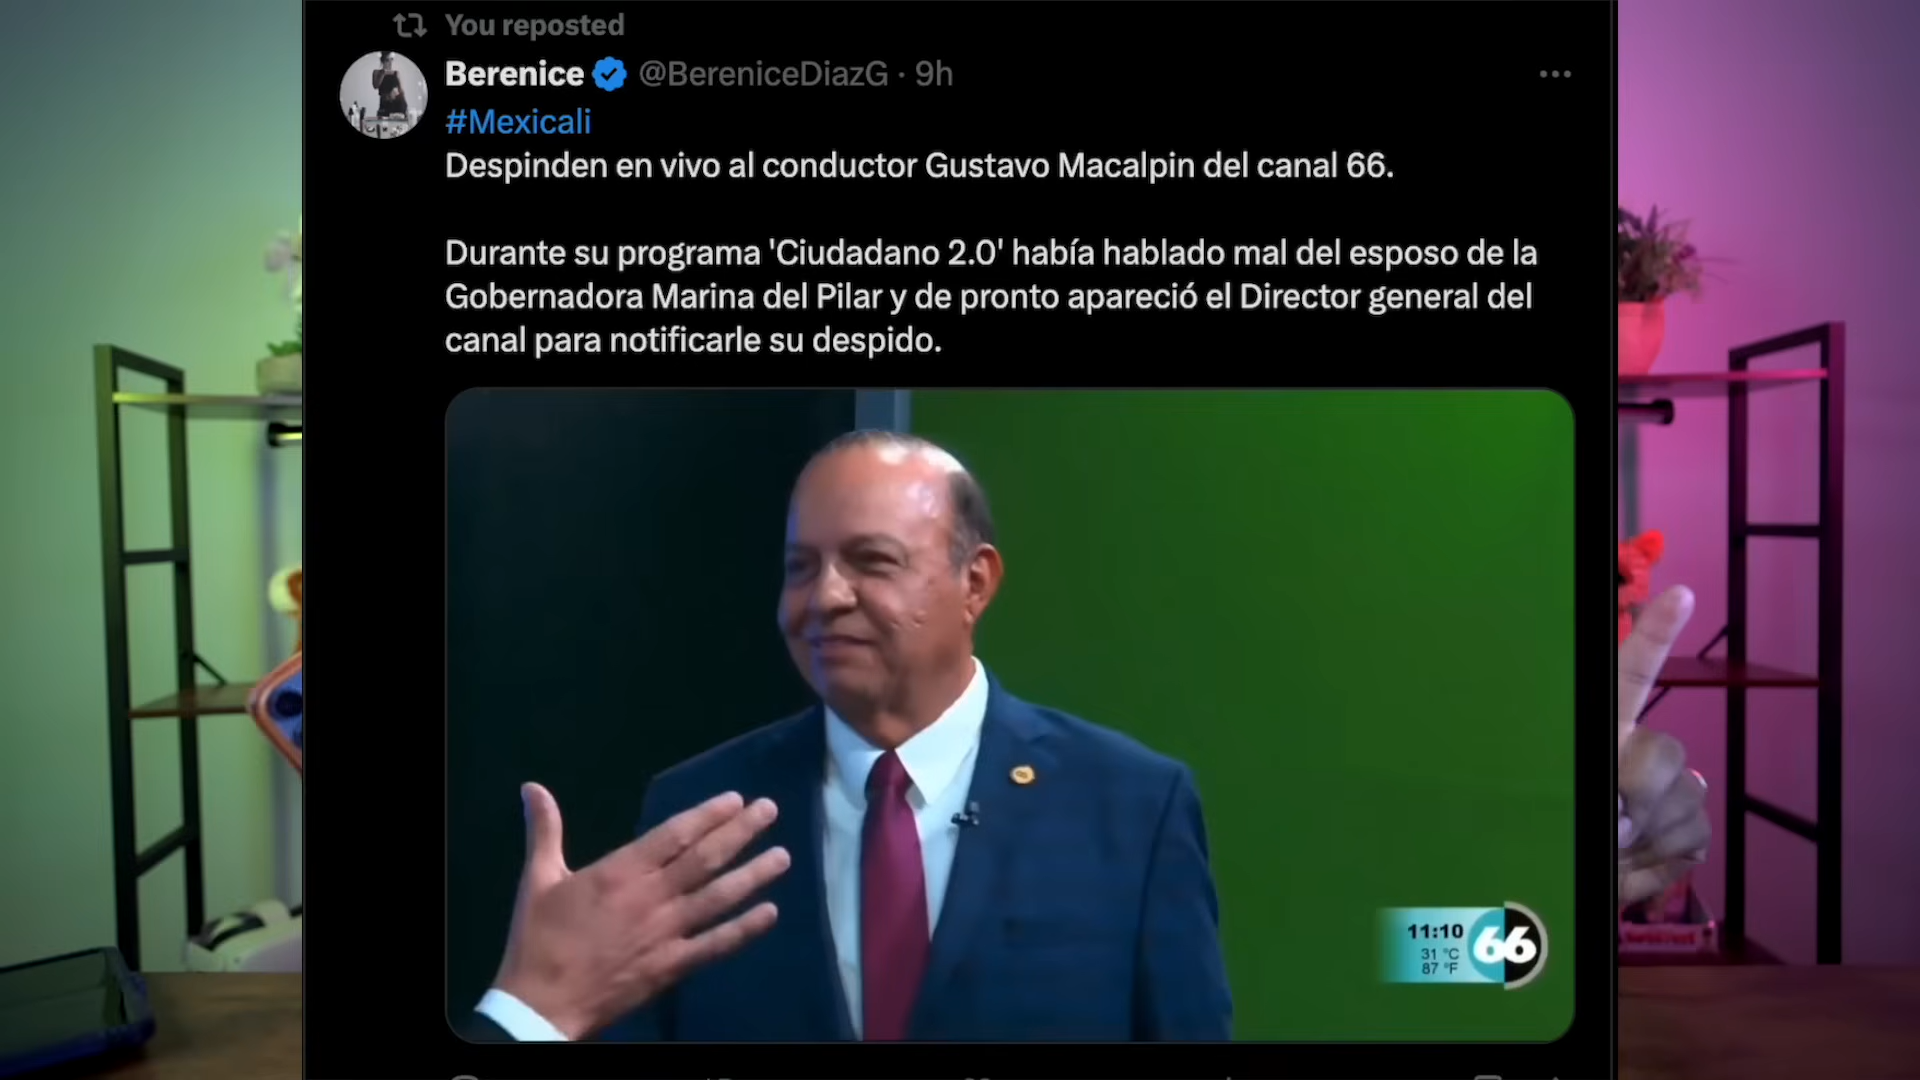 You reposted
Berenice @BereniceDiazG · 9h
#Mexicali
Despinden en vivo al conductor Gustavo Macalpin del canal 66.
Durante su programa 'Ciudadano 2.0' había hablado mal del esposo de la
Gobernadora Marina del Pilar y de pronto apareció el Director general del
canal para notificarle su despido.
11:10
31 °C
87 °F
66